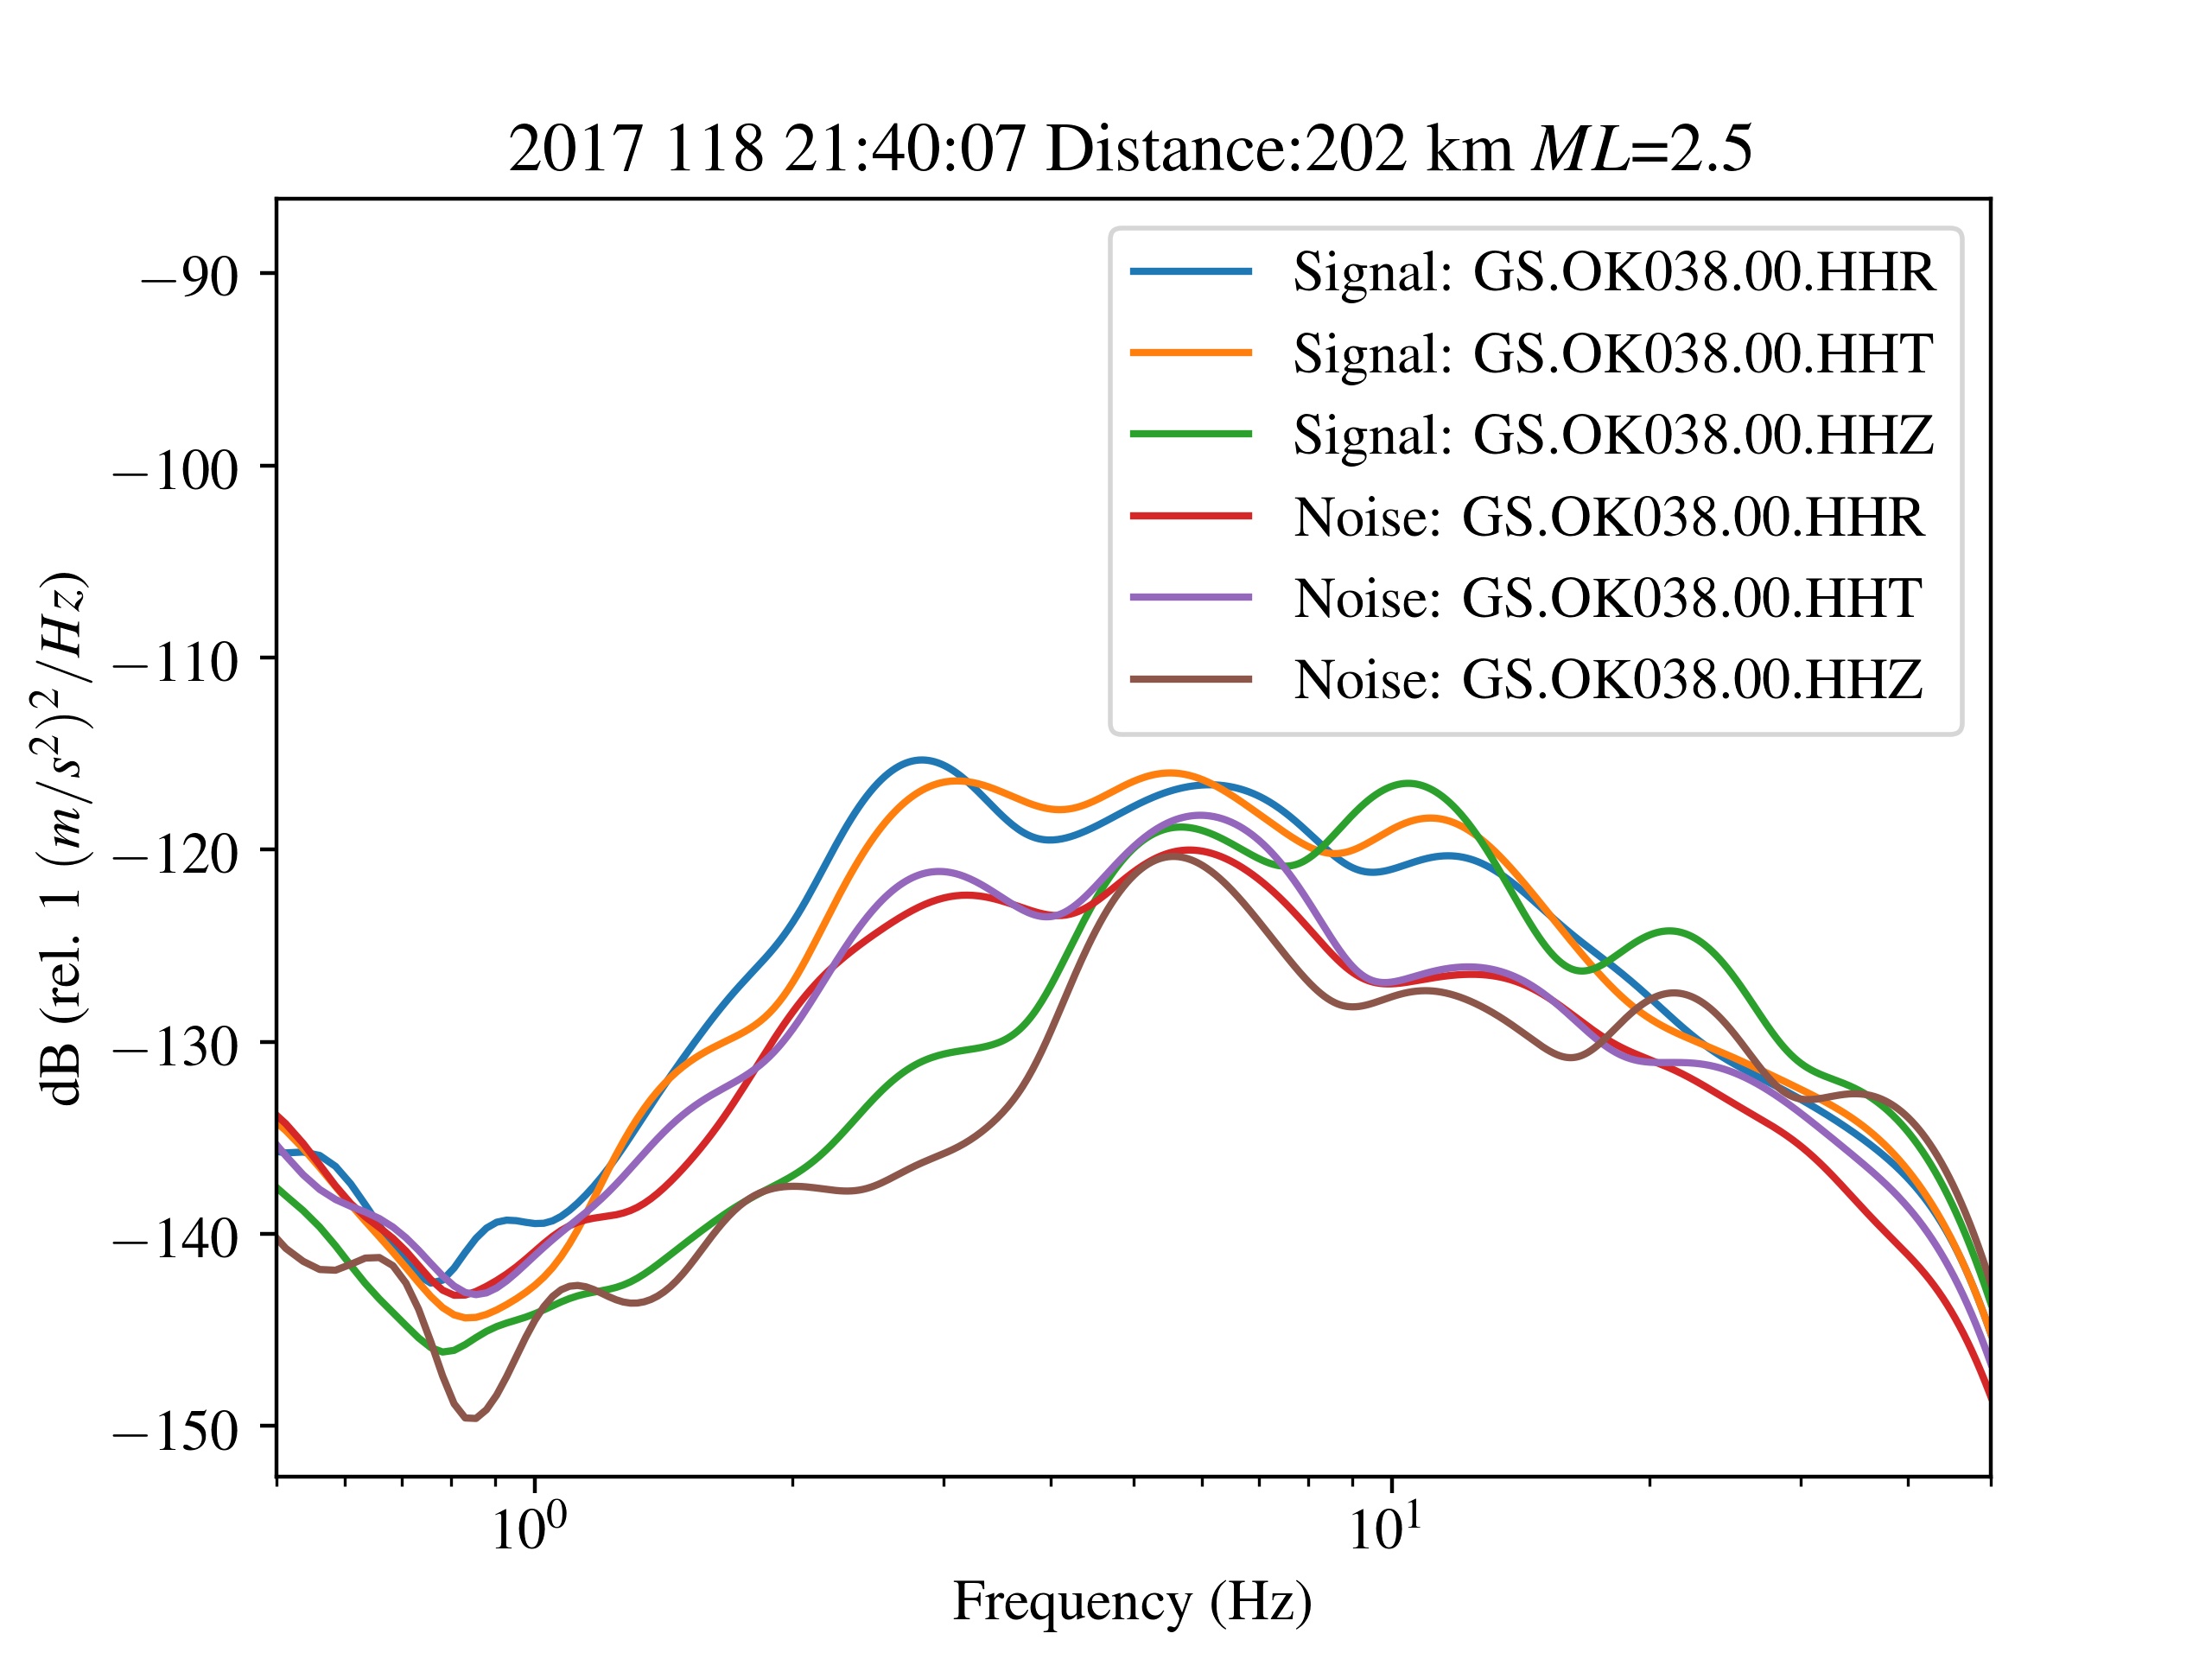 2017 118 21:40:07 Distance:202 km ML=2.5
Signal: GS.OK038.00.HHR
Signal: GS.OK038.00.HHT
Signal: GS.OK038.00.HHZ
Noise: GS.OK038.00.HHR
Noise: GS.OK038.00.HHT
Noise: GS.OK038.00.HHZ
−90
−100
−110
−120
−130
−140
−150
dB (rel. 1 (m/s²)²/Hz)
10⁰ 10¹
Frequency (Hz)